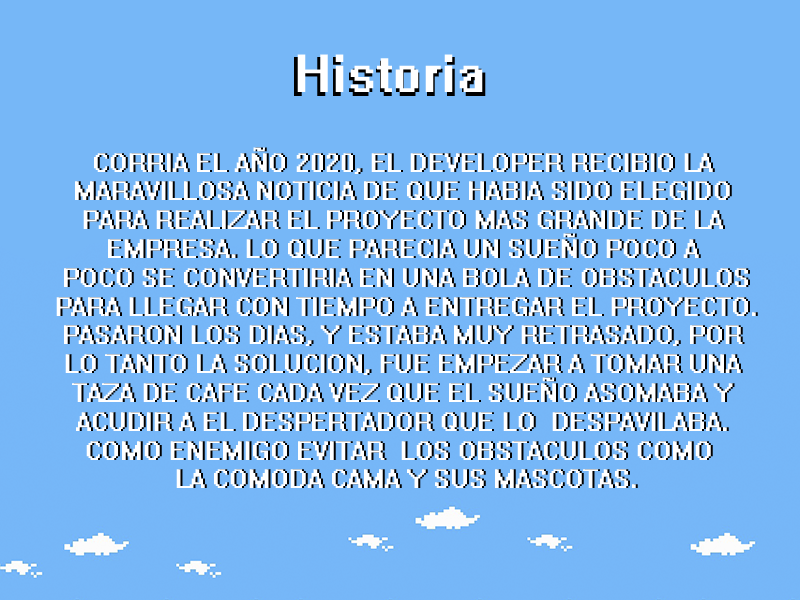 Historia
CORRIA EL AÑO 2020, EL DEVELOPER RECIBIO LA
MARAVILLOSA NOTICIA DE QUE HABIA SIDO ELEGIDO
PARA REALIZAR EL PROYECTO MAS GRANDE DE LA
EMPRESA. LO QUE PARECIA UN SUEÑO POCO A
POCO SE CONVERTIRIA EN UNA BOLA DE OBSTACULOS
PARA LLEGAR CON TIEMPO A ENTREGAR EL PROYECTO.
PASARON LOS DIAS, Y ESTABA MUY RETRASADO, POR
LO TANTO LA SOLUCION, FUE EMPEZAR A TOMAR UNA
TAZA DE CAFE CADA VEZ QUE EL SUEÑO ASOMABA Y
ACUDIR A EL DESPERTADOR QUE LO DESPAVILABA.
COMO ENEMIGO EVITAR LOS OBSTACULOS COMO
LA COMODA CAMA Y SUS MASCOTAS.